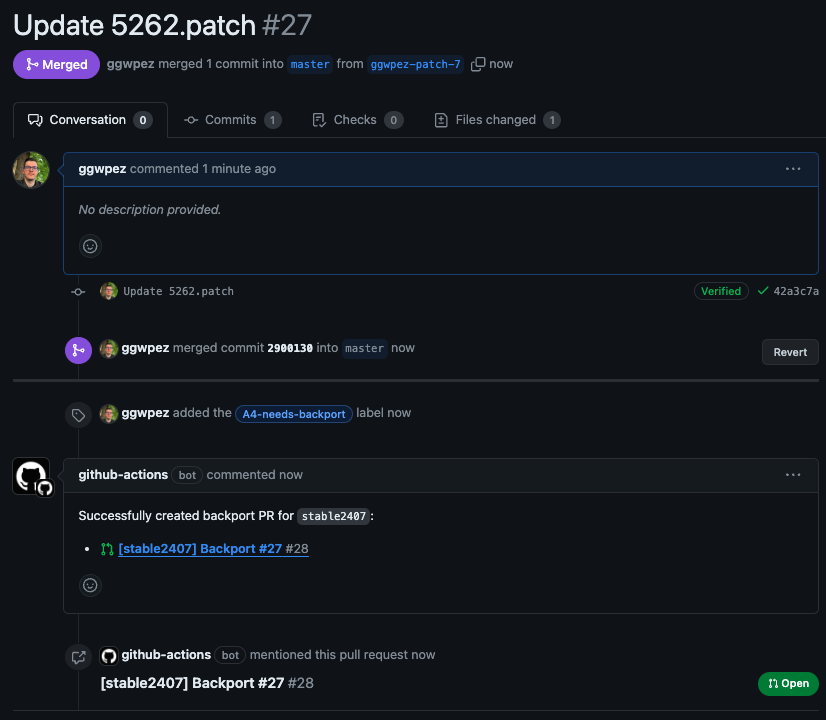 Update 5262.patch #27
Merged ggwpez merged 1 commit into master from ggwpez-patch-7 now
Conversation 0 Commits 1 Checks 0 Files changed 1
ggwpez commented 1 minute ago
No description provided.
Update 5262.patch Verified 42a3c7a
ggwpez merged commit 2900130 into master now Revert
ggwpez added the A4-needs-backport label now
github-actions bot commented now
Successfully created backport PR for stable2407:
• [stable2407] Backport #27 #28
github-actions bot mentioned this pull request now
[stable2407] Backport #27 #28 Open